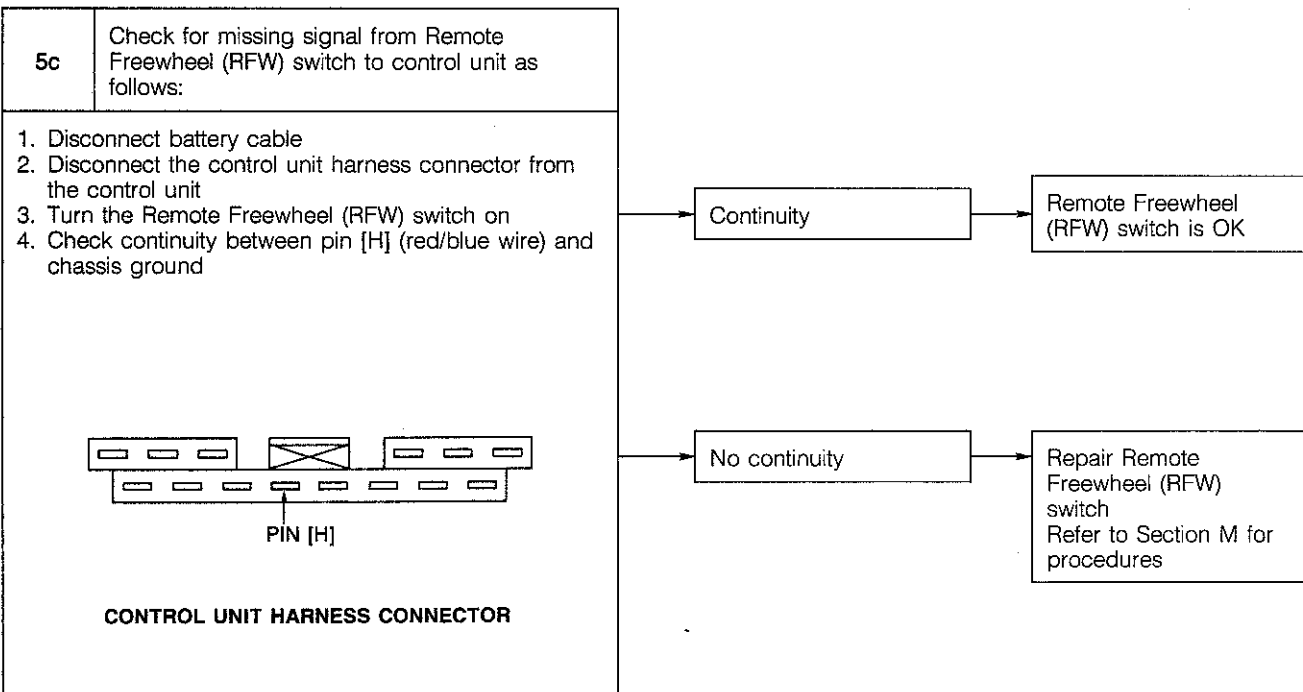 5c
Check for missing signal from Remote
Freewheel (RFW) switch to control unit as
follows:
1. Disconnect battery cable
2. Disconnect the control unit harness connector from
the control unit
3. Turn the Remote Freewheel (RFW) switch on
4. Check continuity between pin [H] (red/blue wire) and
chassis ground
Continuity
Remote Freewheel
(RFW) switch is OK
No continuity
Repair Remote
Freewheel (RFW)
switch
Refer to Section M for
procedures
PIN [H]
CONTROL UNIT HARNESS CONNECTOR